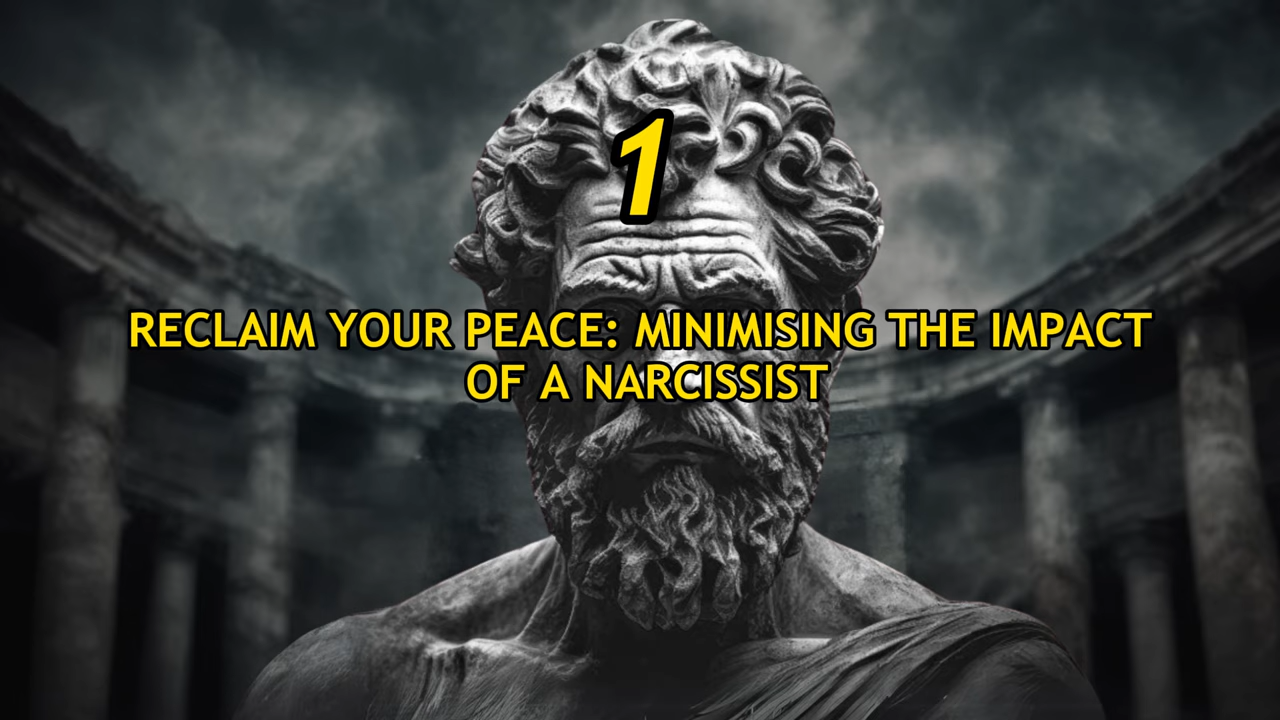 1
RECLAIM YOUR PEACE: MINIMISING THE IMPACT
OF A NARCISSIST